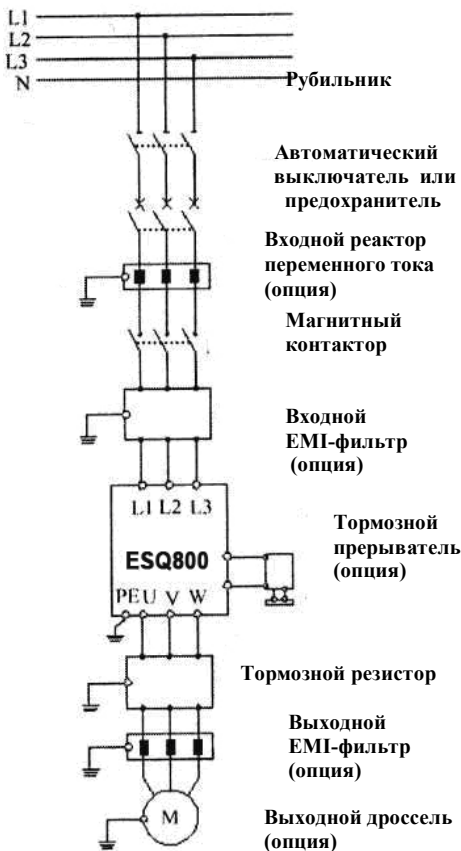 L1
L2
L3
N
Рубильник
Автоматический
выключатель или
предохранитель
Входной реактор
переменного тока
(опция)
Магнитный
контактор
Входной
EMI-фильтр
(опция)
L1 L2 L3
ESQ800
PE U V W
Тормозной
прерыватель
(опция)
Тормозной резистор
Выходной
EMI-фильтр
(опция)
M
Выходной дроссель
(опция)